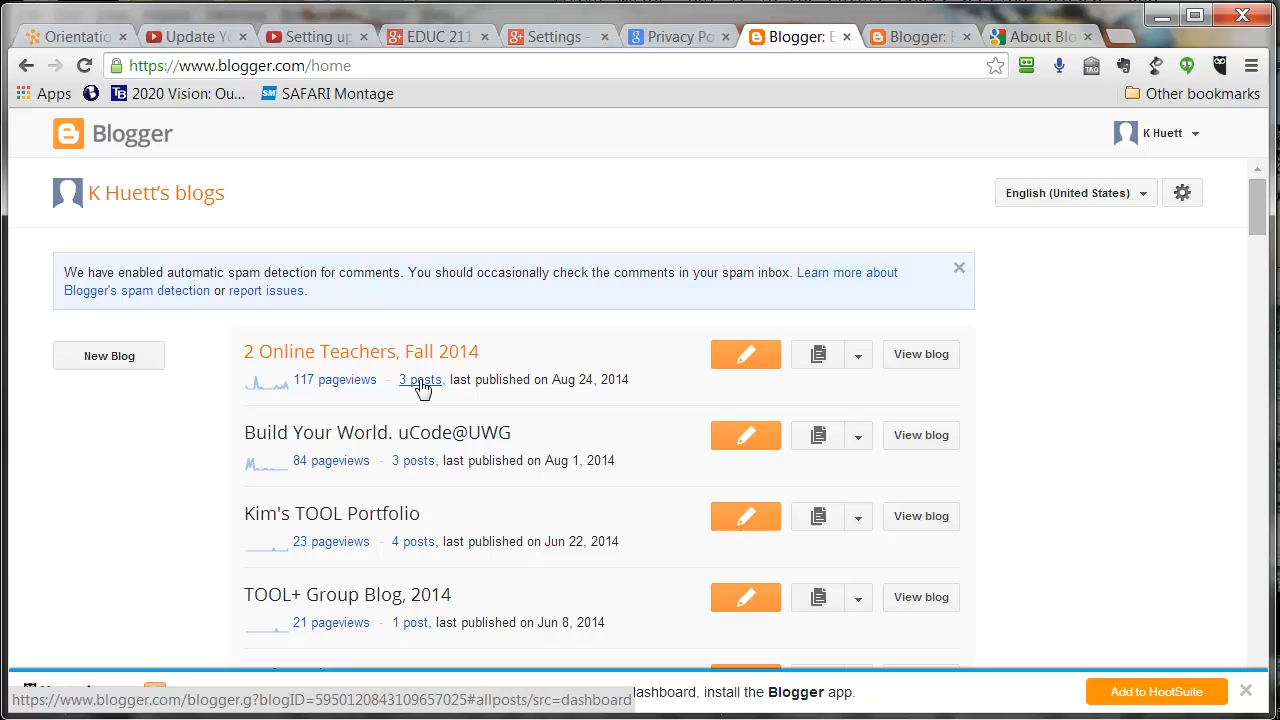 Orientatio
Update Y
Setting up
EDUC 211
Settings -
Privacy Po
Blogger: E
Blogger: E
About Blo
https://www.blogger.com/home
TAG
Apps
TB 2020 Vision: Ou...
SM SAFARI Montage
Other bookmarks
Blogger
K Huett
K Huett's blogs
English (United States)
We have enabled automatic spam detection for comments. You should occasionally check the comments in your spam inbox. Learn more about
Blogger's spam detection or report issues.
New Blog
2 Online Teachers, Fall 2014
117 pageviews - 3 posts, last published on Aug 24, 2014
View blog
Build Your World. uCode@UWG
84 pageviews - 3 posts, last published on Aug 1, 2014
View blog
Kim's TOOL Portfolio
23 pageviews - 4 posts, last published on Jun 22, 2014
View blog
TOOL+ Group Blog, 2014
21 pageviews - 1 post, last published on Jun 8, 2014
View blog
dashboard, install the Blogger app.
Add to HootSuite
https://www.blogger.com/blogger.g?blogID=5950120843109657025#allposts/src=dashboard